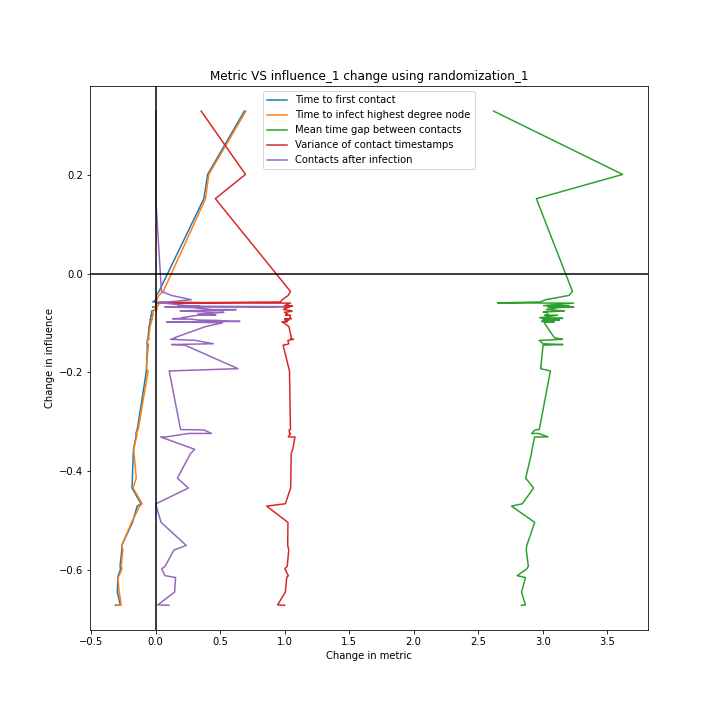 Metric VS influence_1 change using randomization_1
Time to first contact
Time to infect highest degree node
Mean time gap between contacts
Variance of contact timestamps
Contacts after infection
Change in influence
0.2
0.0
−0.2
−0.4
−0.6
−0.5
0.0
0.5
1.0
1.5
2.0
2.5
3.0
3.5
Change in metric